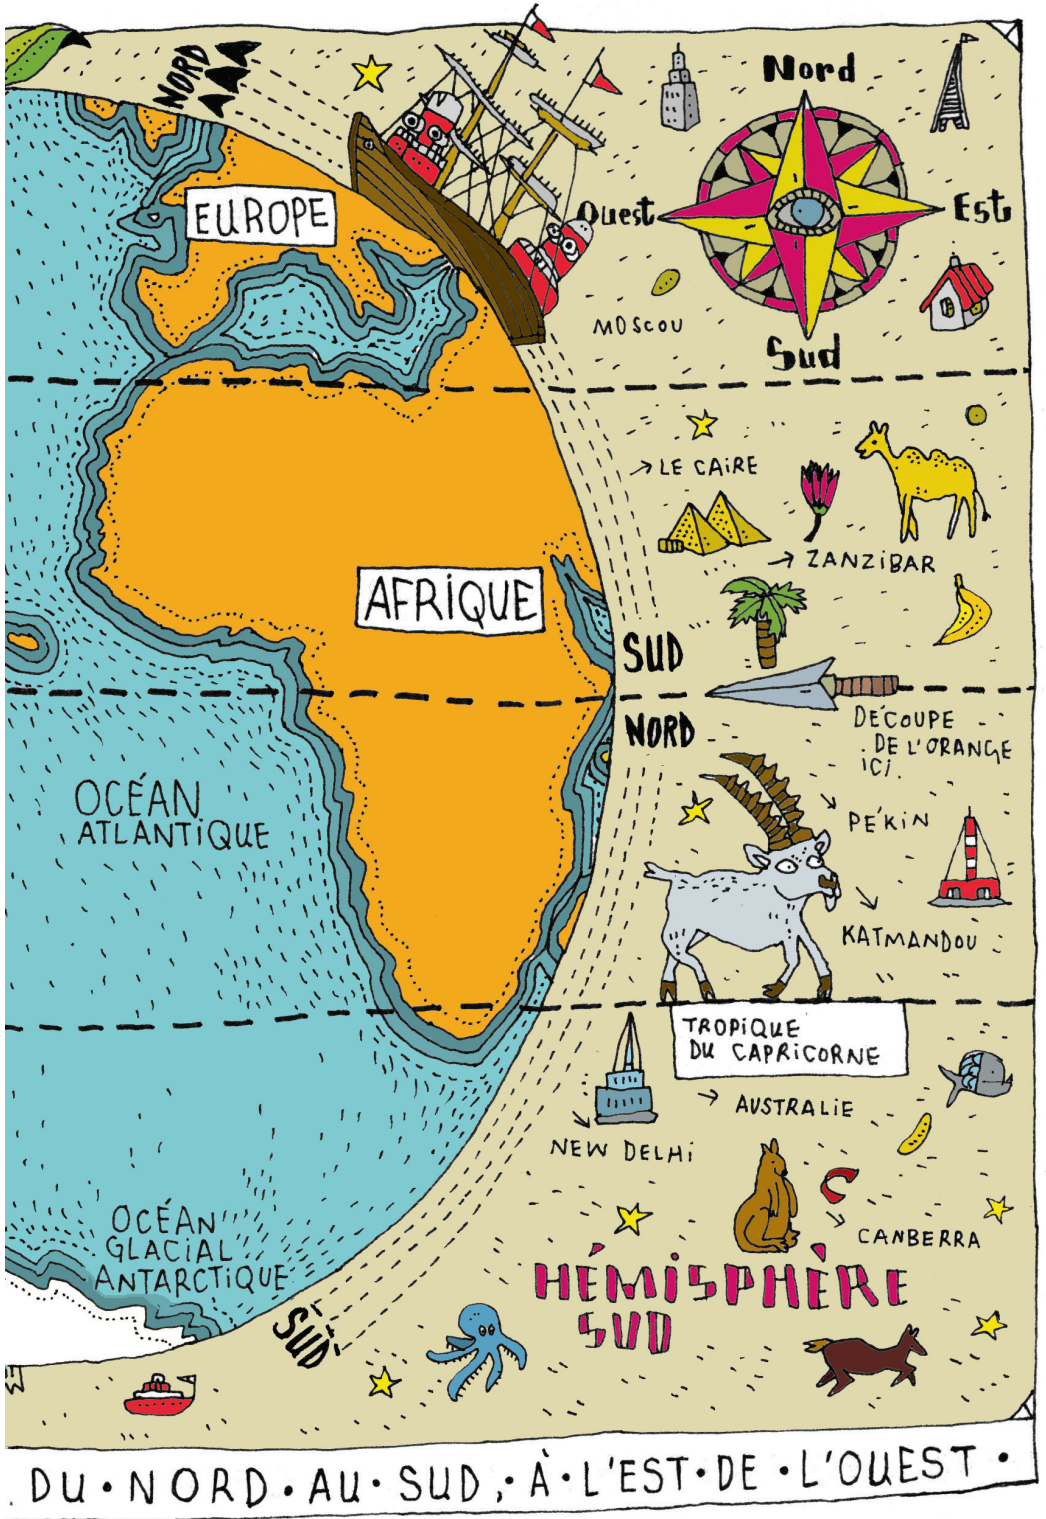 NORD
EUROPE
Nord
Ouest
Est
Sud
MOSCOU
LE CAIRE
ZANZIBAR
AFRIQUE
SUD
NORD
DÉCOUPE
DE L'ORANGE
ICI.
OCÉAN
ATLANTIQUE
PÉKIN
KATMANDOU
TROPIQUE
DU CAPRICORNE
AUSTRALIE
NEW DELHI
CANBERRA
OCÉAN
GLACIAL
ANTARCTIQUE
HÉMISPHÈRE
SUD
SUD
. DU • NORD • AU • SUD, • À • L'EST • DE • L'OUEST •